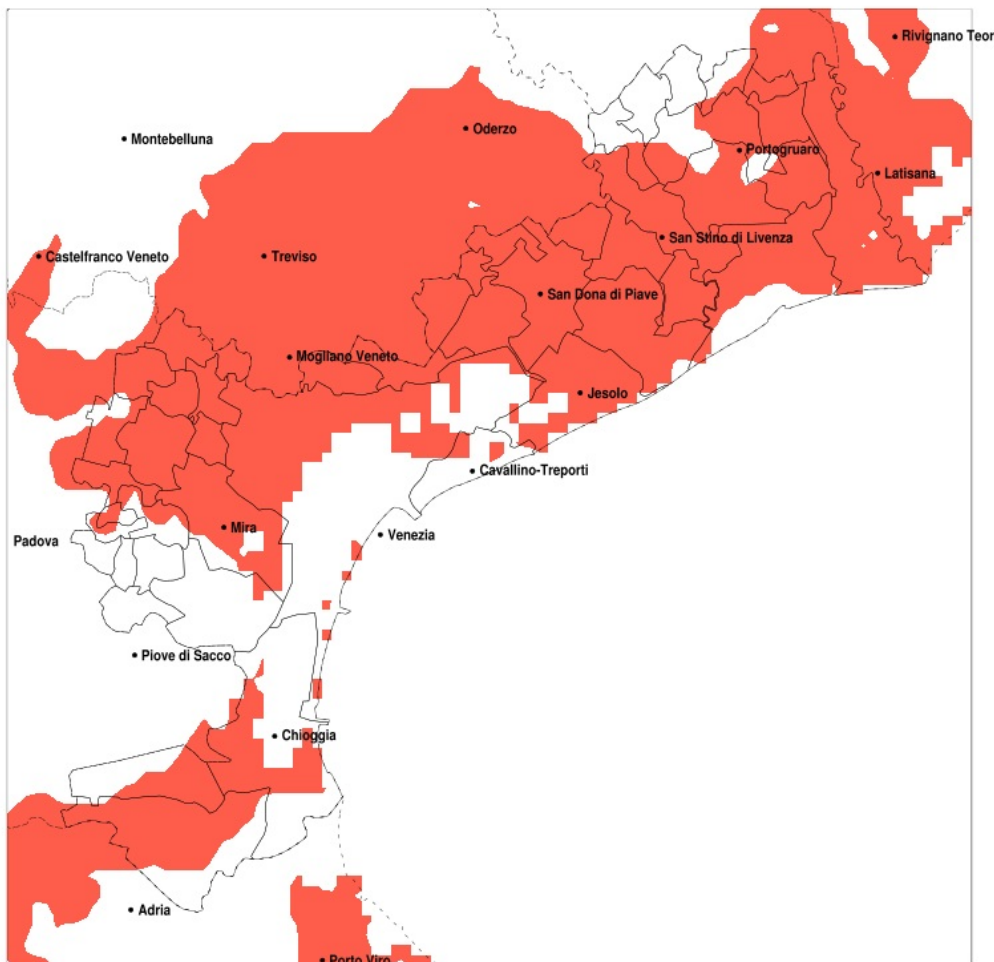 Rivignano Teor
Oderzo
Montebelluna
Portogruaro
Latisana
San Stino di Livenza
Castelfranco Veneto
Treviso
San Dona di Piave
Mogliano Veneto
Jesolo
Cavallino-Treporti
Mira
Venezia
Padova
Piove di Sacco
Chioggia
Adria
Porto Viro